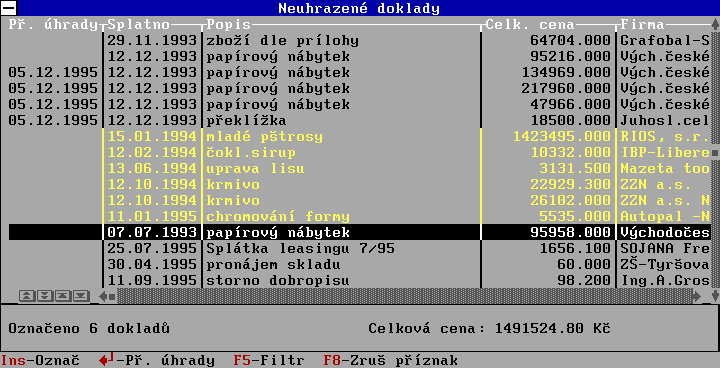 Neuhrazené doklady
Př. úhrady Splatno Popis Celk. cena Firma
29.11.1993 zboží dle prílohy 64704.000 Grafobal-S
12.12.1993 papírový nábytek 95216.000 Vých.české
05.12.1995 12.12.1993 papírový nábytek 134969.000 Vých.české
05.12.1995 12.12.1993 papírový nábytek 217960.000 Vých.české
05.12.1995 12.12.1993 papírový nábytek 47966.000 Vých.české
05.12.1995 12.12.1993 překlížka 18500.000 Juhosl.cel
15.01.1994 mladé pštrosy 1423495.000 RIOS, s.r.
12.02.1994 čokl.sirup 10332.000 IBP-Libere
13.06.1994 uprava lisu 3131.500 Mazeta too
12.10.1994 krmivo 22929.300 ZZN a.s.
12.10.1994 krmivo 26102.000 ZZN a.s. N
11.01.1995 chromování formy 5535.000 Autopal -N
07.07.1993 papírový nábytek 95958.000 Východočes
25.07.1995 Splátka leasingu 7/95 1656.100 SOJANA Fre
30.04.1995 pronájem skladu 60.000 ZŠ-Tyršova
11.09.1995 storno dobropisu 98.200 Ing.A.Gros
Označeno 6 dokladů Celková cena: 1491524.80 Kč
Ins-Označ -Př. úhrady F5-Filtr F8-Zruš příznak